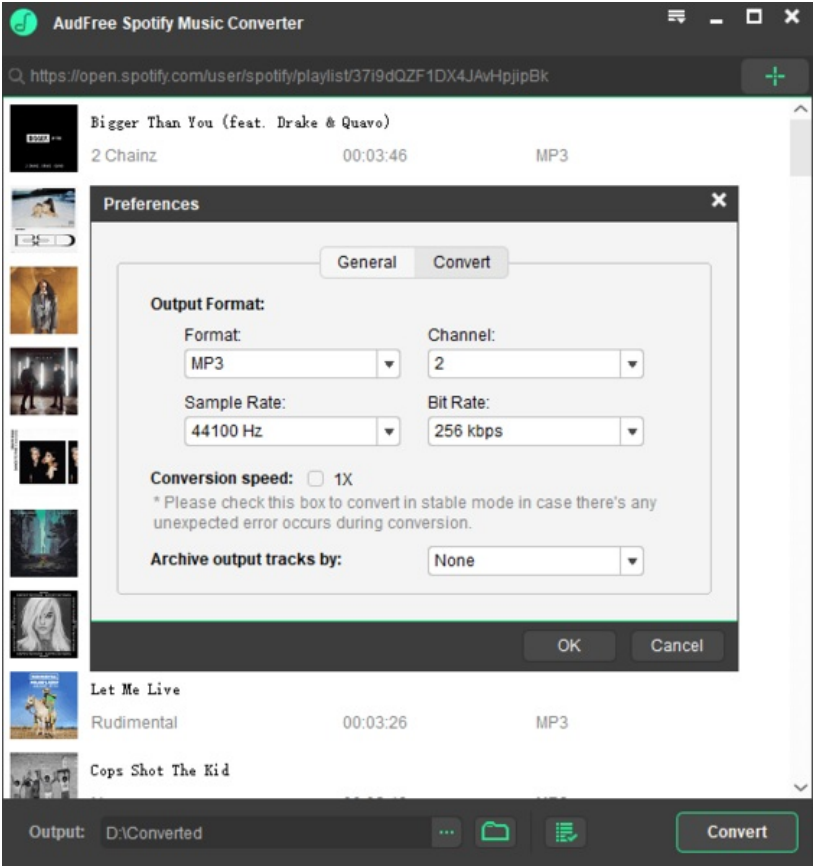 AudFree Spotify Music Converter
https://open.spotify.com/user/spotify/playlist/37i9dQZF1DX4JAvHpjipBk
Bigger Than You (feat. Drake & Quavo)
2 Chainz 00:03:46 MP3
BED
Preferences
General Convert
Output Format:
Format: Channel:
MP3 2
Sample Rate: Bit Rate:
44100 Hz 256 kbps
Conversion speed: 1X
* Please check this box to convert in stable mode in case there's any
unexpected error occurs during conversion.
Archive output tracks by: None
OK Cancel
Let Me Live
Rudimental 00:03:26 MP3
Cops Shot The Kid
Output: D:\Converted Convert